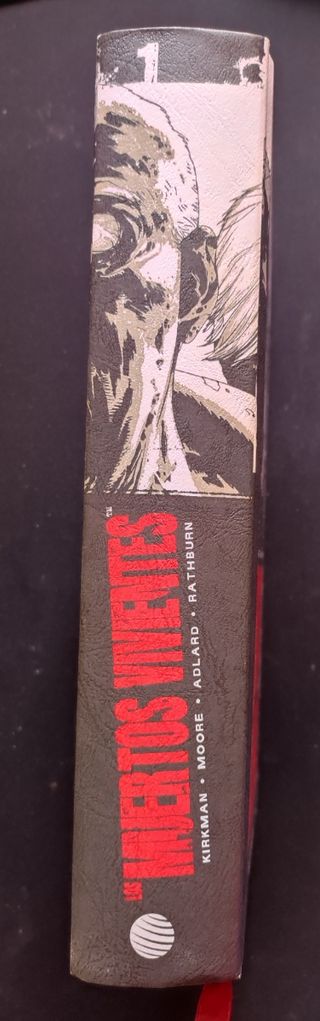 1
LOS MUERTOS VIVIENTES™
KIRKMAN • MOORE • ADLARD • RATHBURN